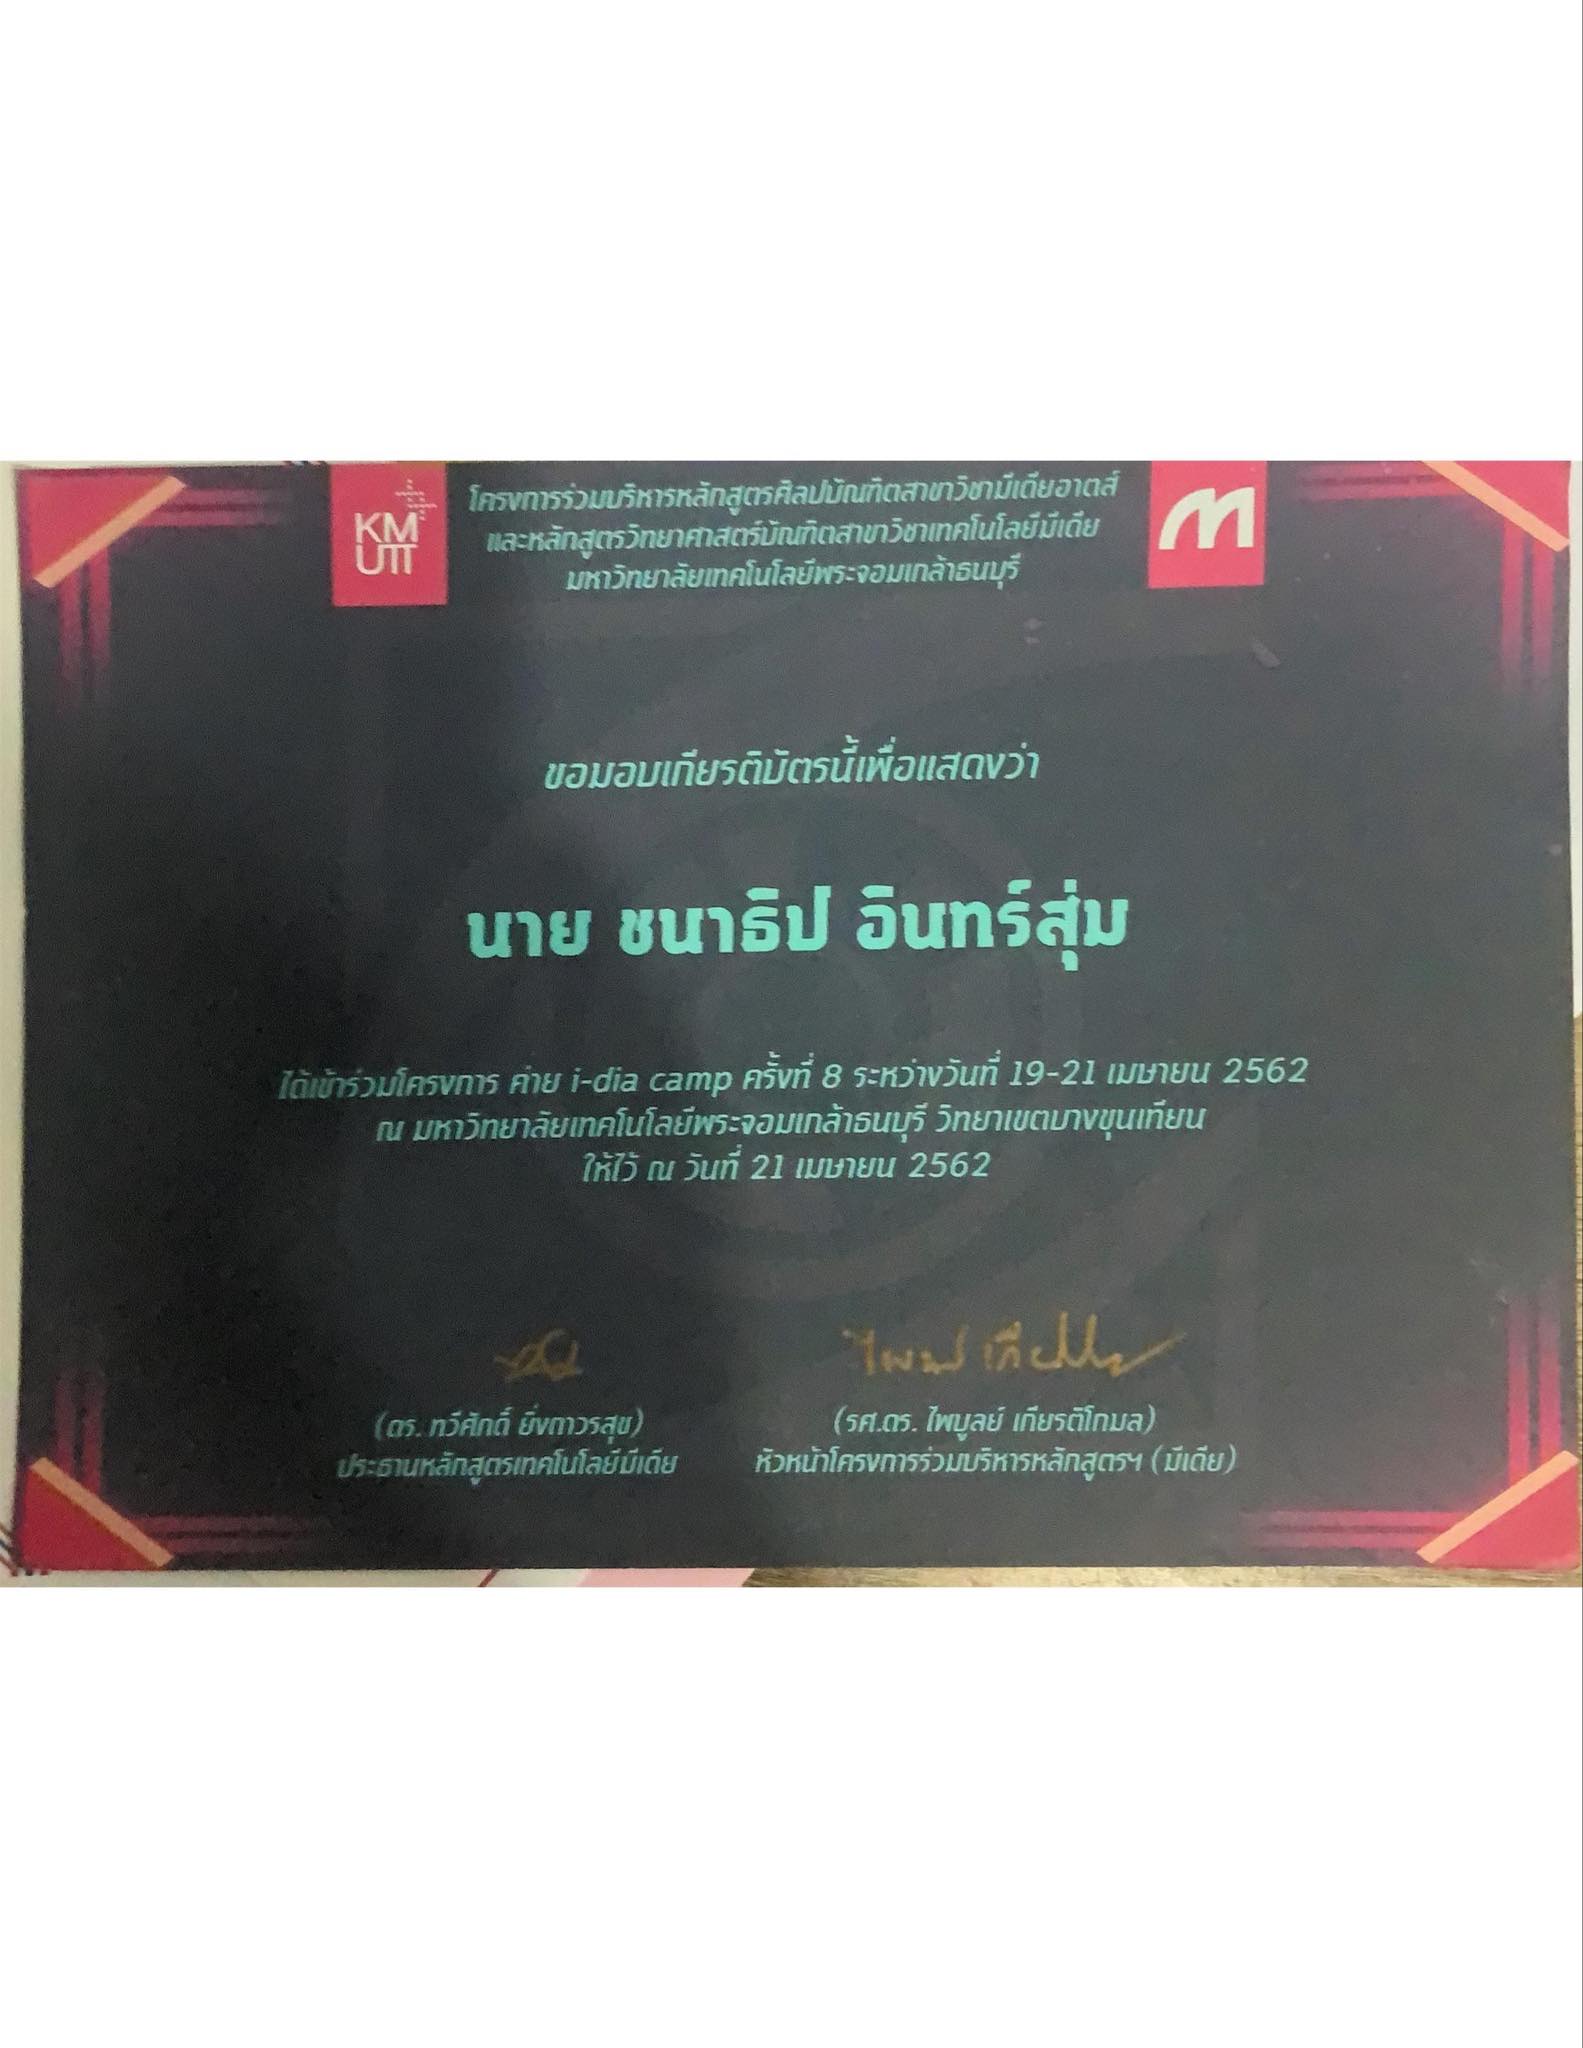 KM
UTT
โครงการร่วมบริหารหลักสูตรศิลปบัณฑิตสาขาวิชามีเดียอาตส์
และหลักสูตรวิทยาศาสตร์บัณฑิตสาขาวิชาเทคโนโลยีมีเดีย
มหาวิทยาลัยเทคโนโลยีพระจอมเกล้าธนบุรี
ขอมอบเกียรติบัตรนี้เพื่อแสดงว่า
นาย ชนาธิป อินทร์สุ่ม
ได้เข้าร่วมโครงการ ค่าย i-dia camp ครั้งที่ 8 ระหว่างวันที่ 19-21 เมษายน 2562
ณ มหาวิทยาลัยเทคโนโลยีพระจอมเกล้าธนบุรี วิทยาเขตบางขุนเทียน
ให้ไว้ ณ วันที่ 21 เมษายน 2562
(ดร. ทวีศักดิ์ ยิ่งถาวรสุข)
ประธานหลักสูตรเทคโนโลยีมีเดีย
(รศ.ดร. ไพบูลย์ เกียรติโกมล)
หัวหน้าโครงการร่วมบริหารหลักสูตรฯ (มีเดีย)